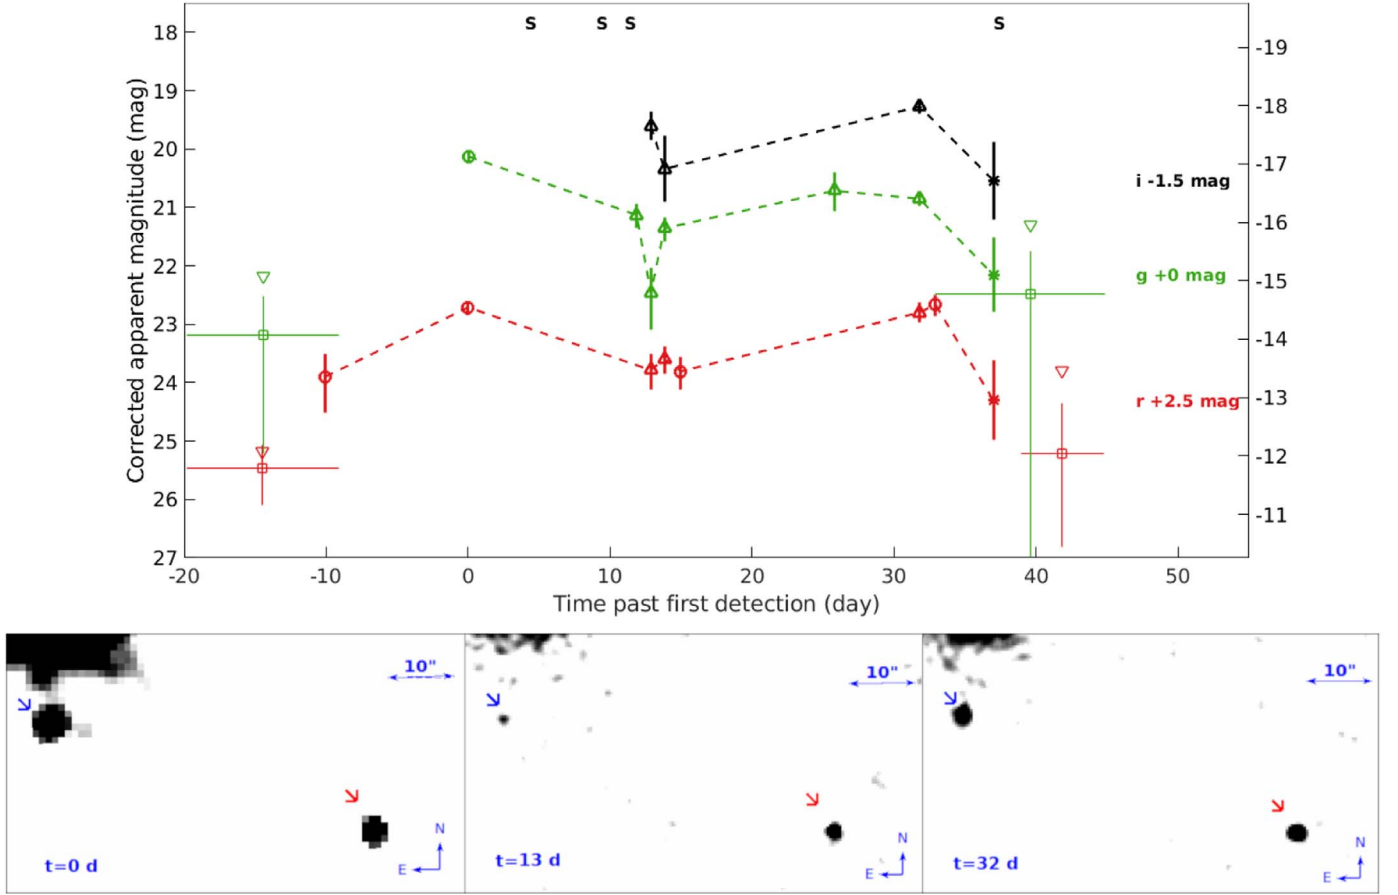 S S S S
18
19
20
21
22
23
24
25
26
27
Corrected apparent magnitude (mag)
-19
-18
-17
-16
-15
-14
-13
-12
-11
i -1.5 mag
g +0 mag
r +2.5 mag
-20 -10 0 10 20 30 40 50
Time past first detection (day)
10" 10" 10"
N N N
E E E
t=0 d t=13 d t=32 d